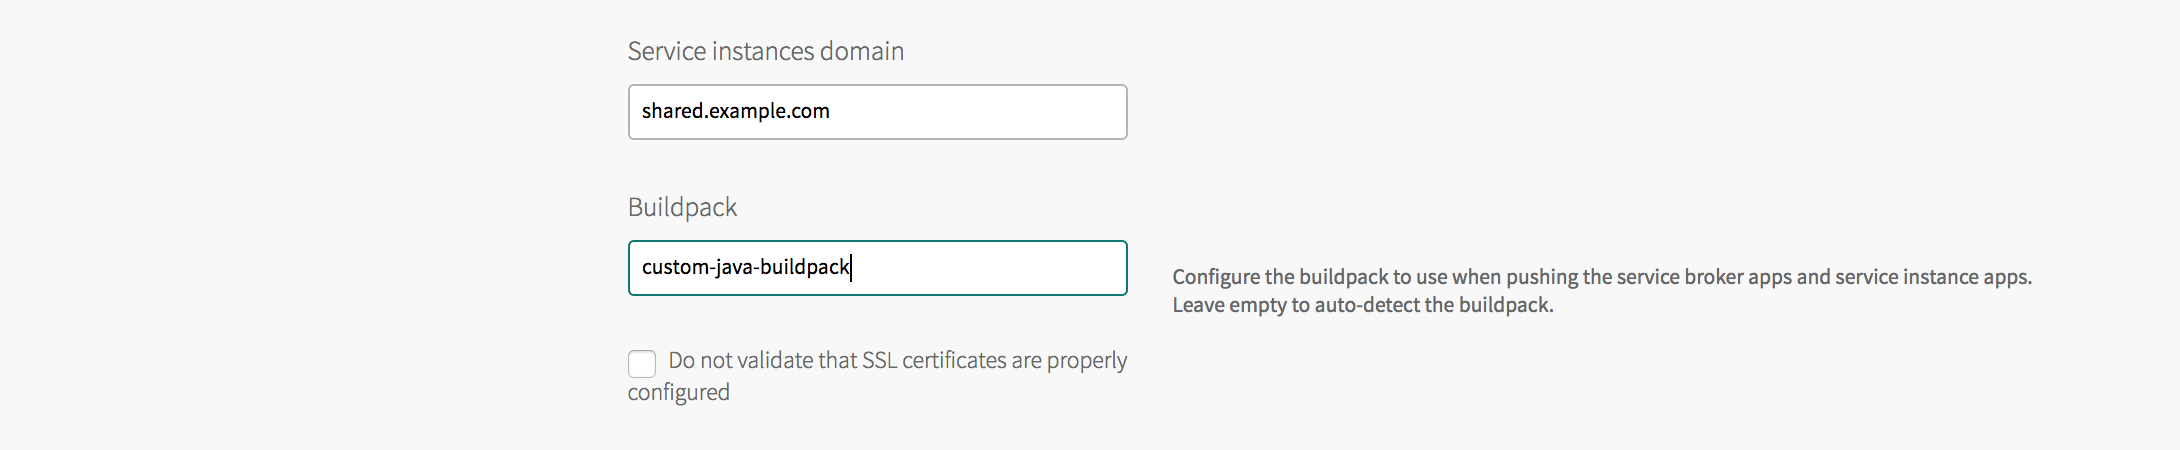 Service instances domain
shared.example.com
Buildpack
custom-java-buildpack
Configure the buildpack to use when pushing the service broker apps and service instance apps.
Leave empty to auto-detect the buildpack.
Do not validate that SSL certificates are properly
configured